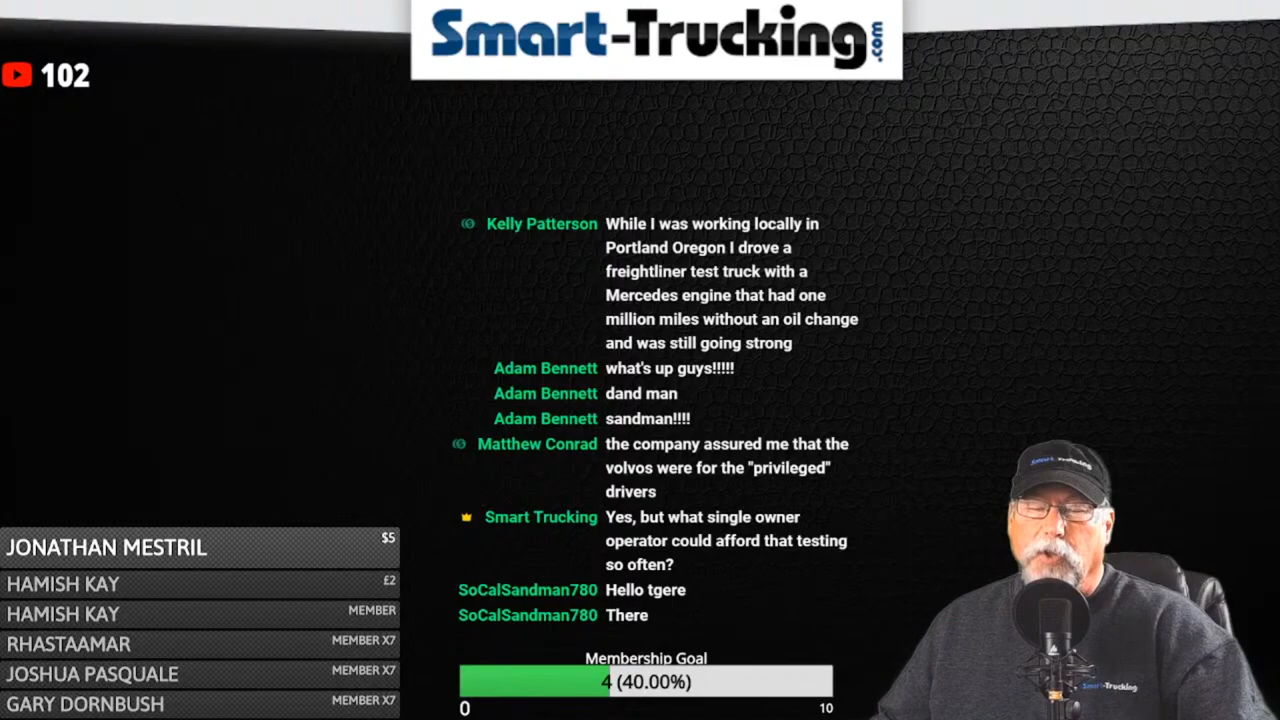 Smart-Trucking.com
102
Kelly Patterson While I was working locally in
Portland Oregon I drove a
freightliner test truck with a
Mercedes engine that had one
million miles without an oil change
and was still going strong
Adam Bennett what's up guys!!!!!
Adam Bennett dand man
Adam Bennett sandman!!!!
Matthew Conrad the company assured me that the
volvos were for the "privileged"
drivers
Smart Trucking Yes, but what single owner
operator could afford that testing
so often?
SoCalSandman780 Hello tgere
SoCalSandman780 There
JONATHAN MESTRIL $5
HAMISH KAY £2
HAMISH KAY MEMBER
RHASTAAMAR MEMBER X7
JOSHUA PASQUALE MEMBER X7
GARY DORNBUSH MEMBER X7
Membership Goal
4 (40.00%)
0 10
Smart-Trucking
Smart-Trucking